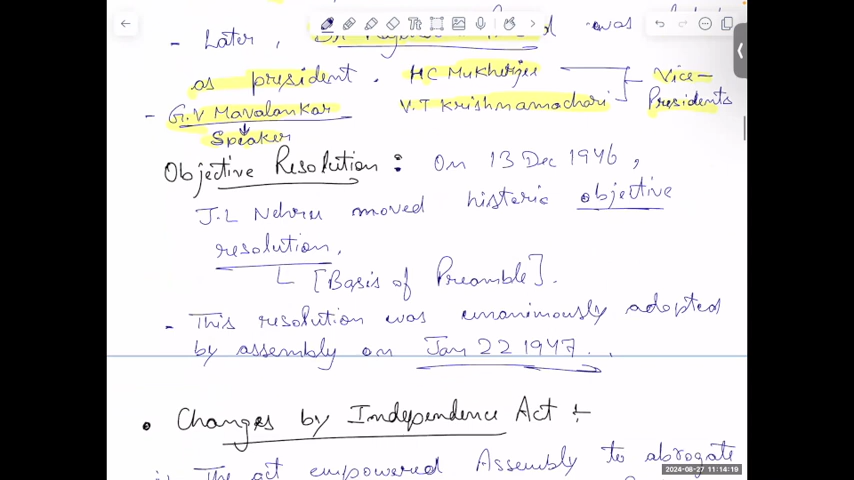 - Later, was
as president. HC Mukherjee Vice-
- G.V Mavalankar V.T Krishnamachari Presidents
Speaker
Objective Resolution : On 13 Dec 1946,
J.L Nehru moved historic objective
resolution.
[Basis of Preamble].
- This resolution was unanimously adopted
by assembly on Jan 22 1947.
• Changes by Independence Act :-
i) The act empowered Assembly to abrogate
2024-08-27 11:14:19